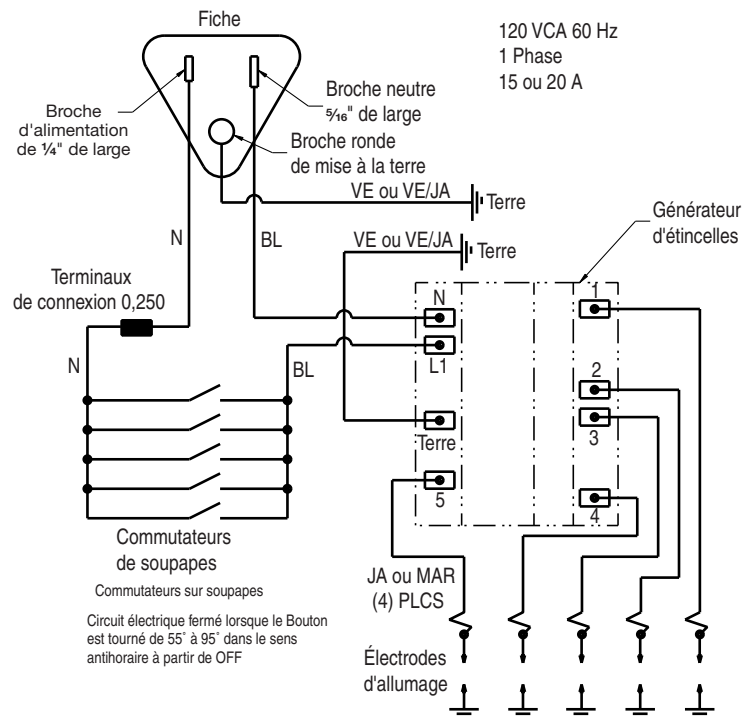 Fiche
120 VCA 60 Hz
1 Phase
15 ou 20 A
Broche
d'alimentation
de ¼" de large
Broche neutre
5⁄16" de large
Broche ronde
de mise à la terre
VE ou VE/JA
Terre
VE ou VE/JA
Terre
Générateur
d'étincelles
N
BL
Terminaux
de connexion 0,250
N
BL
N
L1
Terre
5
1
2
3
4
Commutateurs
de soupapes
Commutateurs sur soupapes
Circuit électrique fermé lorsque le Bouton
est tourné de 55˚ à 95˚ dans le sens
antihoraire à partir de OFF
JA ou MAR
(4) PLCS
Électrodes
d'allumage